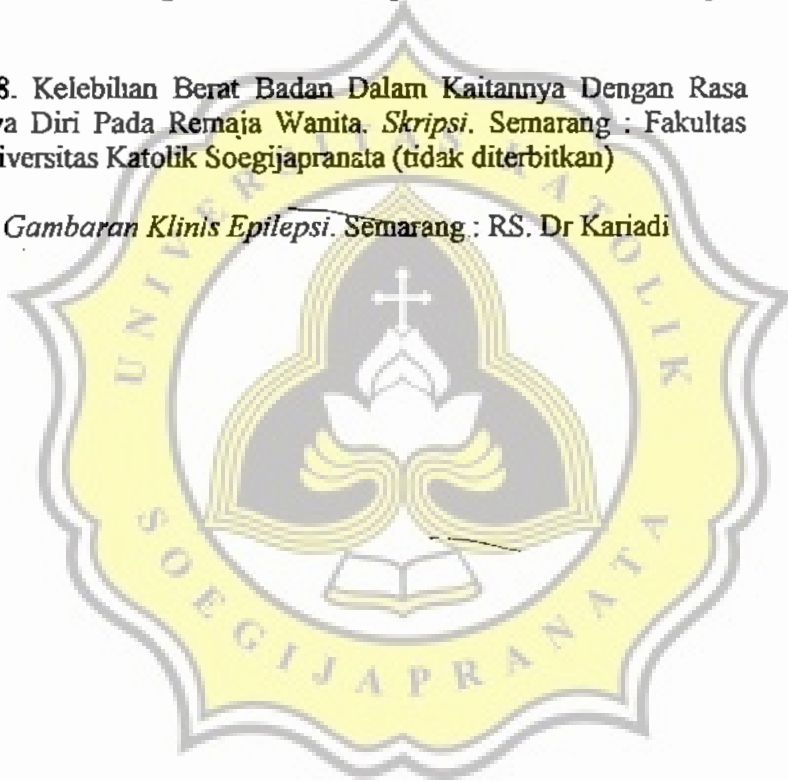 8. Kelebihan Berat Badan Dalam Kaitannya Dengan Rasa
a Diri Pada Remaja Wanita. Skripsi. Semarang : Fakultas
iversitas Katolik Soegijapranata (tidak diterbitkan)
Gambaran Klinis Epilepsi. Semarang : RS. Dr Kariadi
UNIVERSITAS KATOLIK
SOEGIJAPRANATA